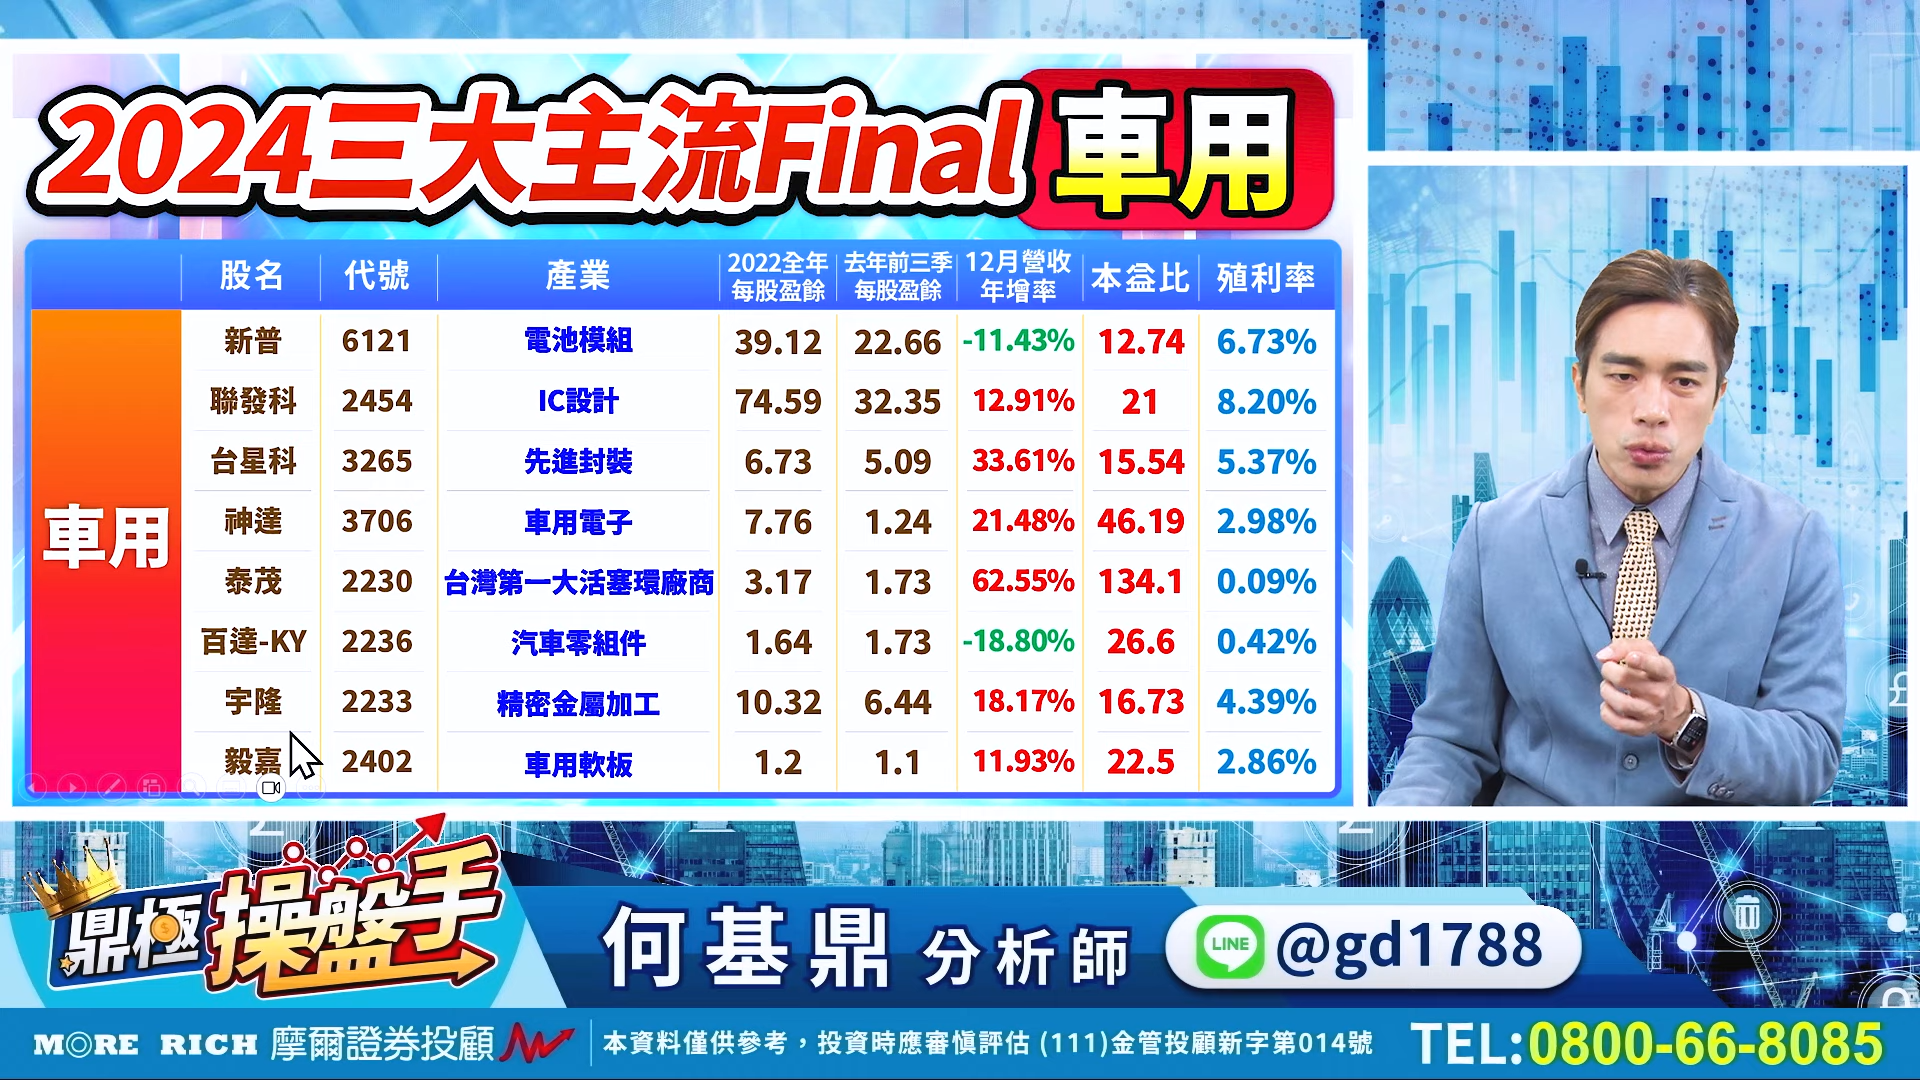 2024三大主流Final 車用
股名 代號 產業 2022全年每股盈餘 去年前三季每股盈餘 12月營收年增率 本益比 殖利率
車用
新普 6121 電池模組 39.12 22.66 -11.43% 12.74 6.73%
聯發科 2454 IC設計 74.59 32.35 12.91% 21 8.20%
台星科 3265 先進封裝 6.73 5.09 33.61% 15.54 5.37%
神達 3706 車用電子 7.76 1.24 21.48% 46.19 2.98%
泰茂 2230 台灣第一大活塞環廠商 3.17 1.73 62.55% 134.1 0.09%
百達-KY 2236 汽車零組件 1.64 1.73 -18.80% 26.6 0.42%
宇隆 2233 精密金屬加工 10.32 6.44 18.17% 16.73 4.39%
毅嘉 2402 車用軟板 1.2 1.1 11.93% 22.5 2.86%
鼎極操盤手
何基鼎 分析師
LINE @gd1788
MORE RICH 摩爾證券投顧
本資料僅供參考，投資時應審慎評估 (111)金管投顧新字第014號
TEL:0800-66-8085